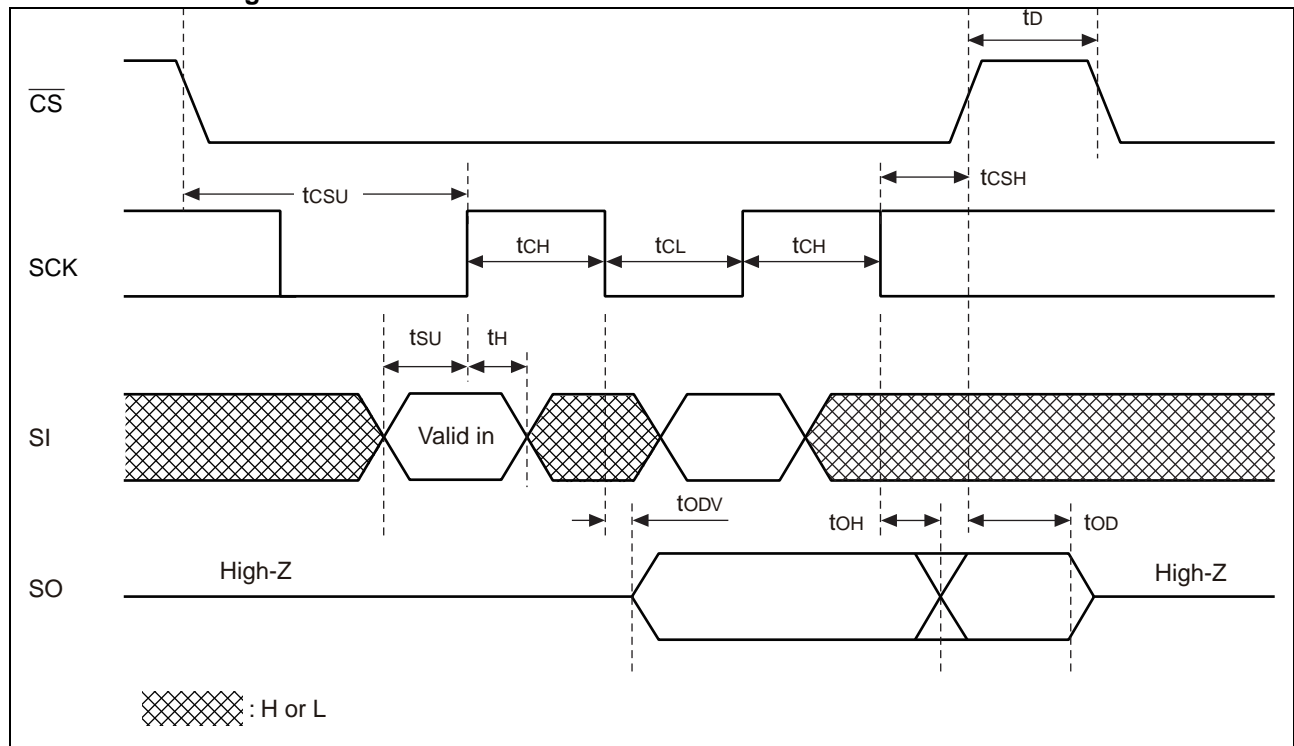 tD
CS
tCSH
tCSU
tCH
tCL
tCH
SCK
tSU
tH
SI
Valid in
tODV
tOH
tOD
High-Z
High-Z
SO
: H or L